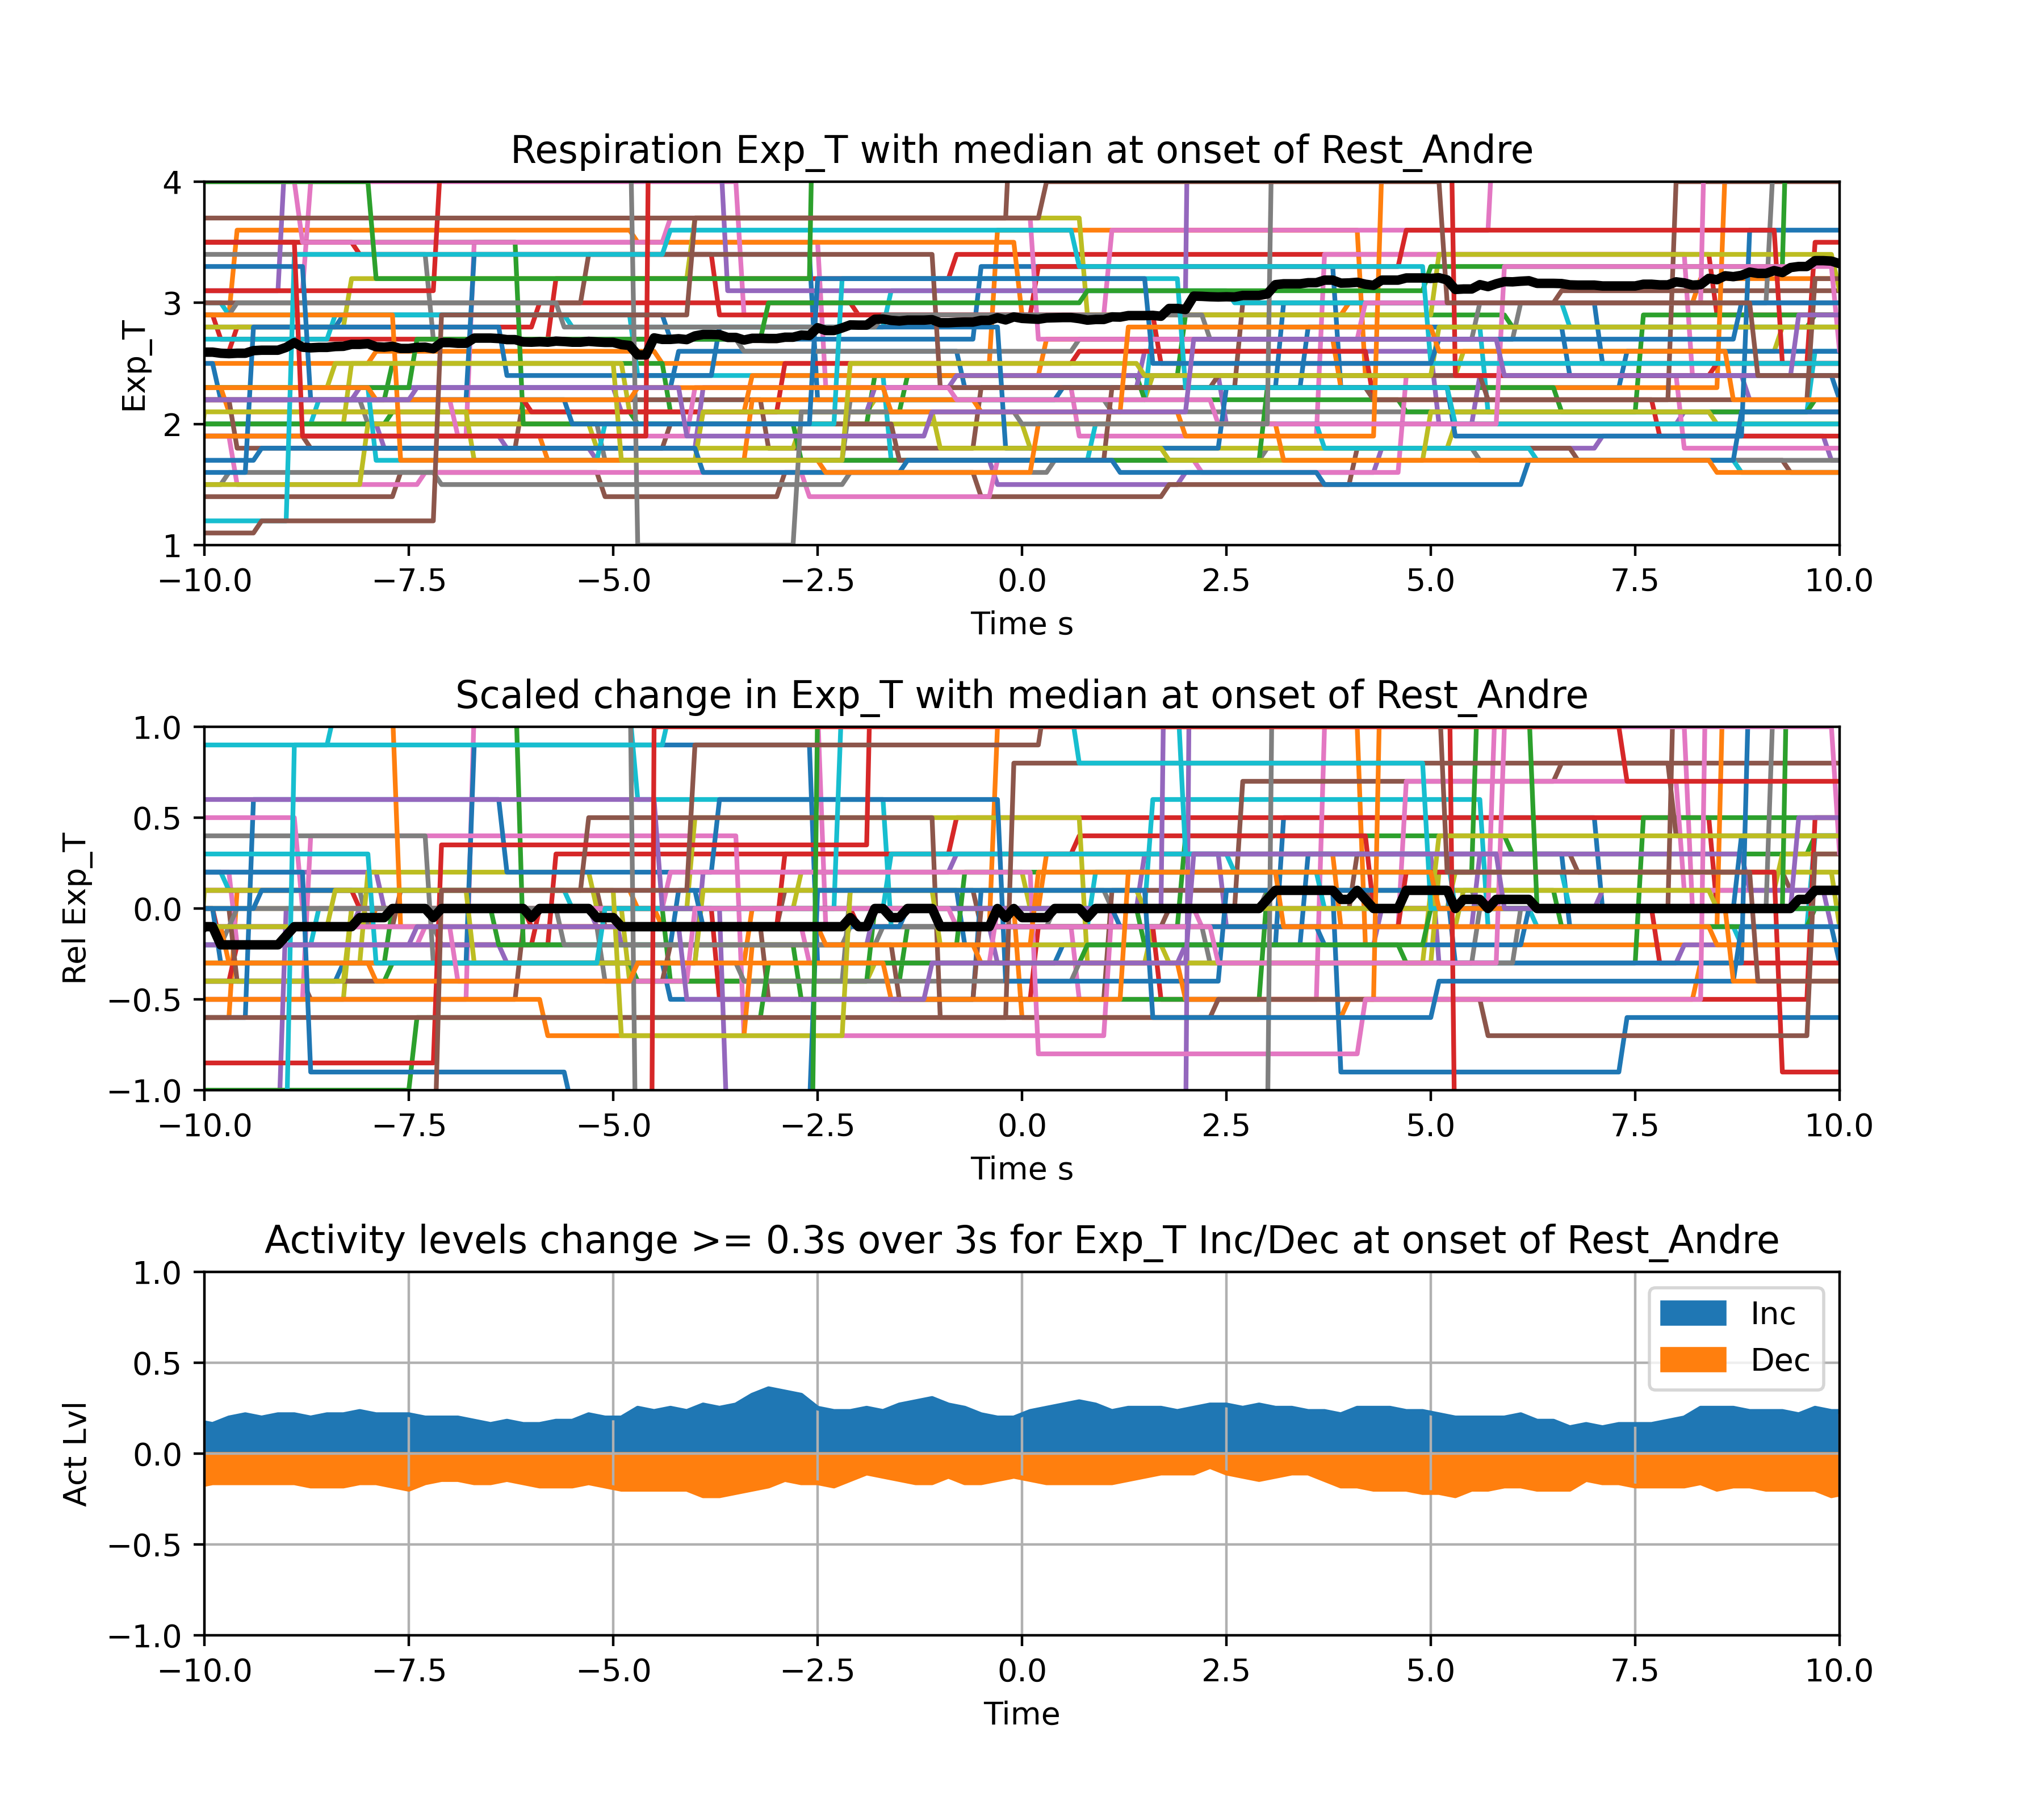 Respiration Exp_T with median at onset of Rest_Andre
4
3
2
1
Exp_T
−10.0 −7.5 −5.0 −2.5 0.0 2.5 5.0 7.5 10.0
Time s
Scaled change in Exp_T with median at onset of Rest_Andre
1.0
0.5
0.0
−0.5
−1.0
Rel Exp_T
−10.0 −7.5 −5.0 −2.5 0.0 2.5 5.0 7.5 10.0
Time s
Activity levels change >= 0.3s over 3s for Exp_T Inc/Dec at onset of Rest_Andre
1.0
0.5
0.0
−0.5
−1.0
Act Lvl
Inc
Dec
−10.0 −7.5 −5.0 −2.5 0.0 2.5 5.0 7.5 10.0
Time